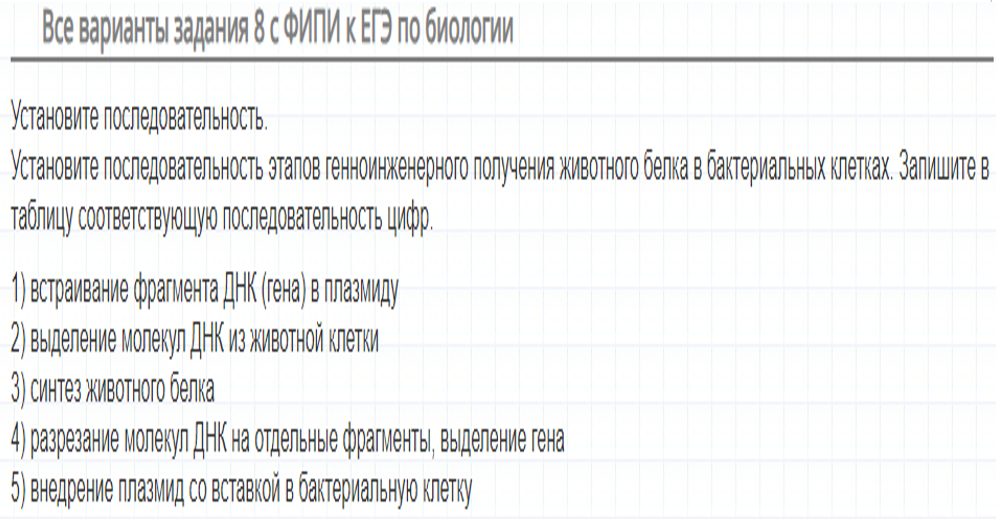 Все варианты задания 8 с ФИПИ к ЕГЭ по биологии
Установите последовательность.
Установите последовательность этапов генноинженерного получения животного белка в бактериальных клетках. Запишите в
таблицу соответствующую последовательность цифр.
1) встраивание фрагмента ДНК (гена) в плазмиду
2) выделение молекул ДНК из животной клетки
3) синтез животного белка
4) разрезание молекул ДНК на отдельные фрагменты, выделение гена
5) внедрение плазмид со вставкой в бактериальную клетку